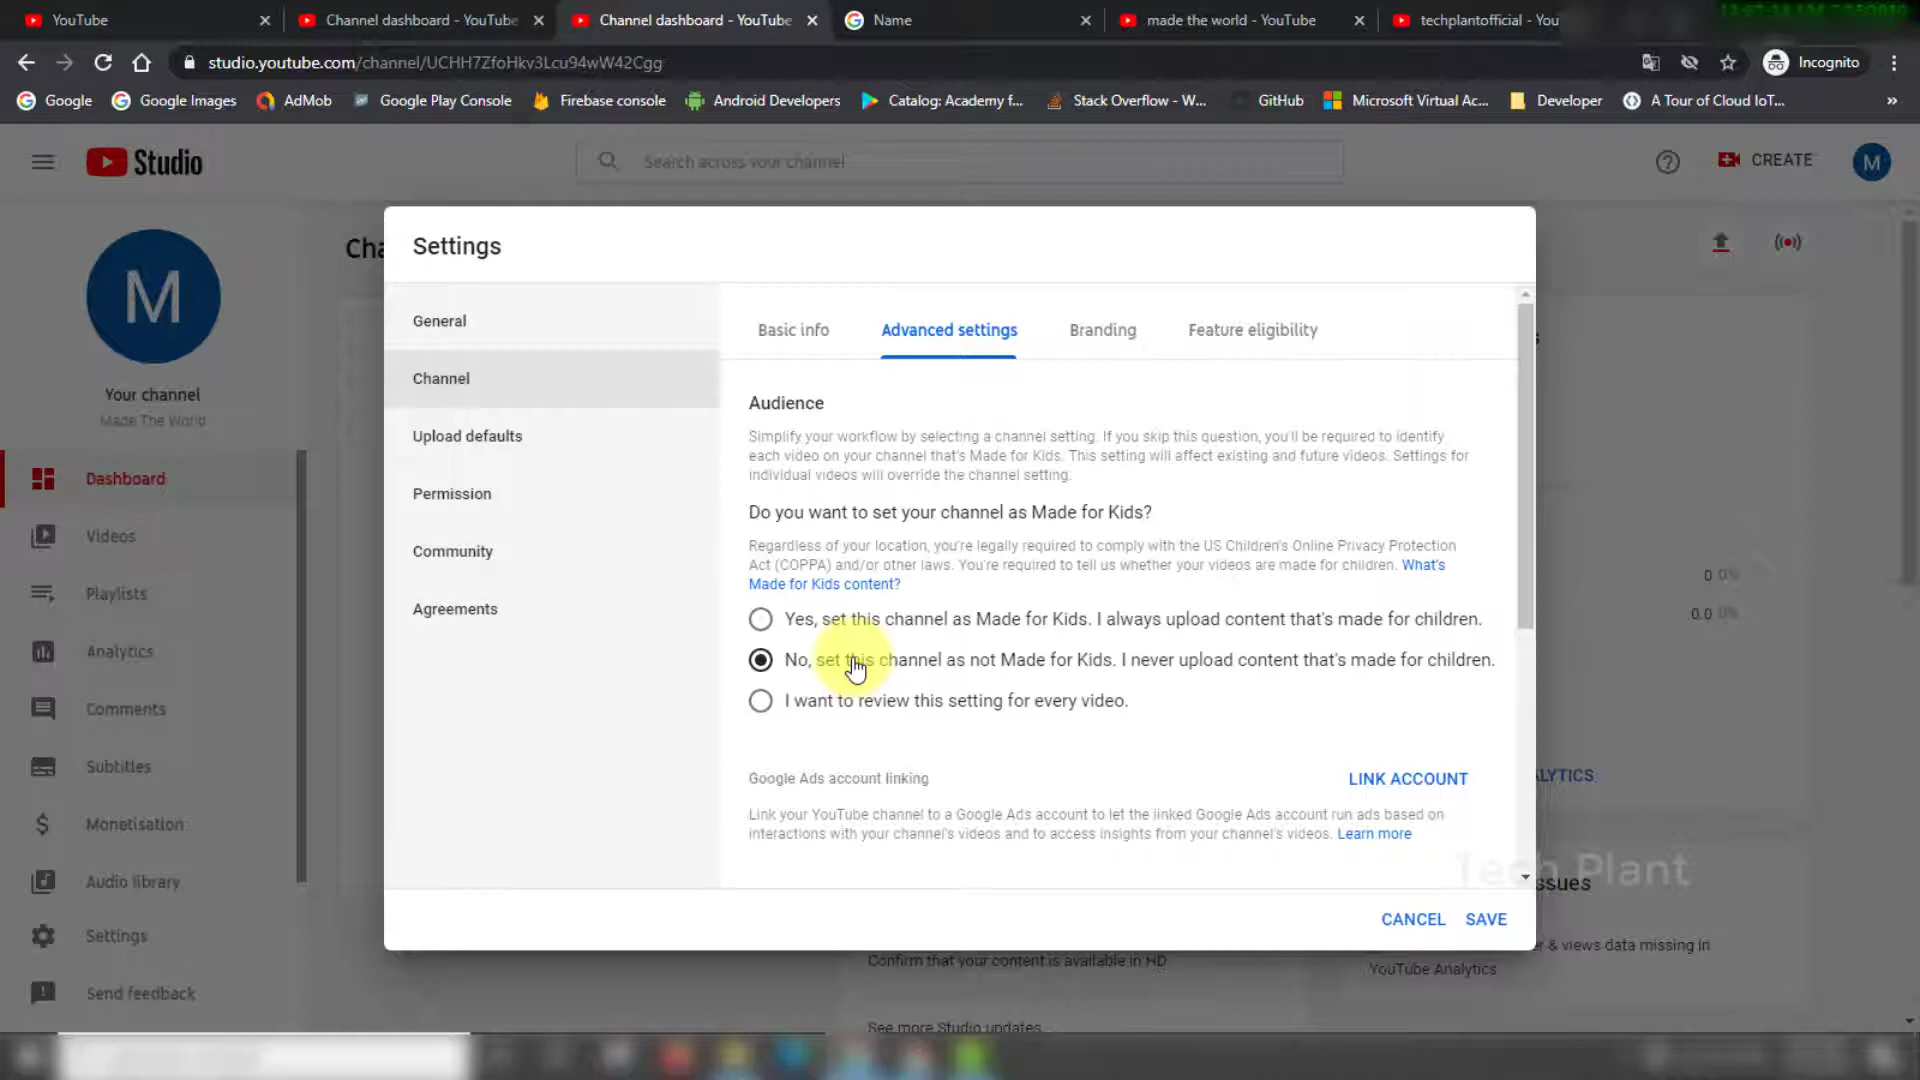 YouTube
Channel dashboard - YouTube
Channel dashboard - YouTube
Name
made the world - YouTube
techplantofficial - You
studio.youtube.com/channel/UCHH7ZfoHkv3Lcu94wW42Cgg
Incognito
Google
Google Images
AdMob
Google Play Console
Firebase console
Android Developers
Catalog: Academy f...
Stack Overflow - W...
GitHub
Microsoft Virtual Ac...
Developer
A Tour of Cloud IoT...
»
Studio
Search across your channel
CREATE
M
M
Cha
Your channel
Made The World
Dashboard
Videos
Playlists
Analytics
Comments
Subtitles
Monetisation
Audio library
Settings
Send feedback
Settings
General
Channel
Upload defaults
Permission
Community
Agreements
Basic info
Advanced settings
Branding
Feature eligibility
Audience
Simplify your workflow by selecting a channel setting. If you skip this question, you'll be required to identify
each video on your channel that's Made for Kids. This setting will affect existing and future videos. Settings for
individual videos will override the channel setting.
Do you want to set your channel as Made for Kids?
Regardless of your location, you're legally required to comply with the US Children's Online Privacy Protection
Act (COPPA) and/or other laws. You're required to tell us whether your videos are made for children. What's
Made for Kids content?
Yes, set this channel as Made for Kids. I always upload content that's made for children.
No, set this channel as not Made for Kids. I never upload content that's made for children.
I want to review this setting for every video.
Google Ads account linking
LINK ACCOUNT
Link your YouTube channel to a Google Ads account to let the linked Google Ads account run ads based on
interactions with your channel's videos and to access insights from your channel's videos. Learn more
CANCEL
SAVE
0 0%
0.0 0%
LYTICS
Tech Plant
ssues
& views data missing in
YouTube Analytics
Confirm that your content is available in HD
See more Studio updates